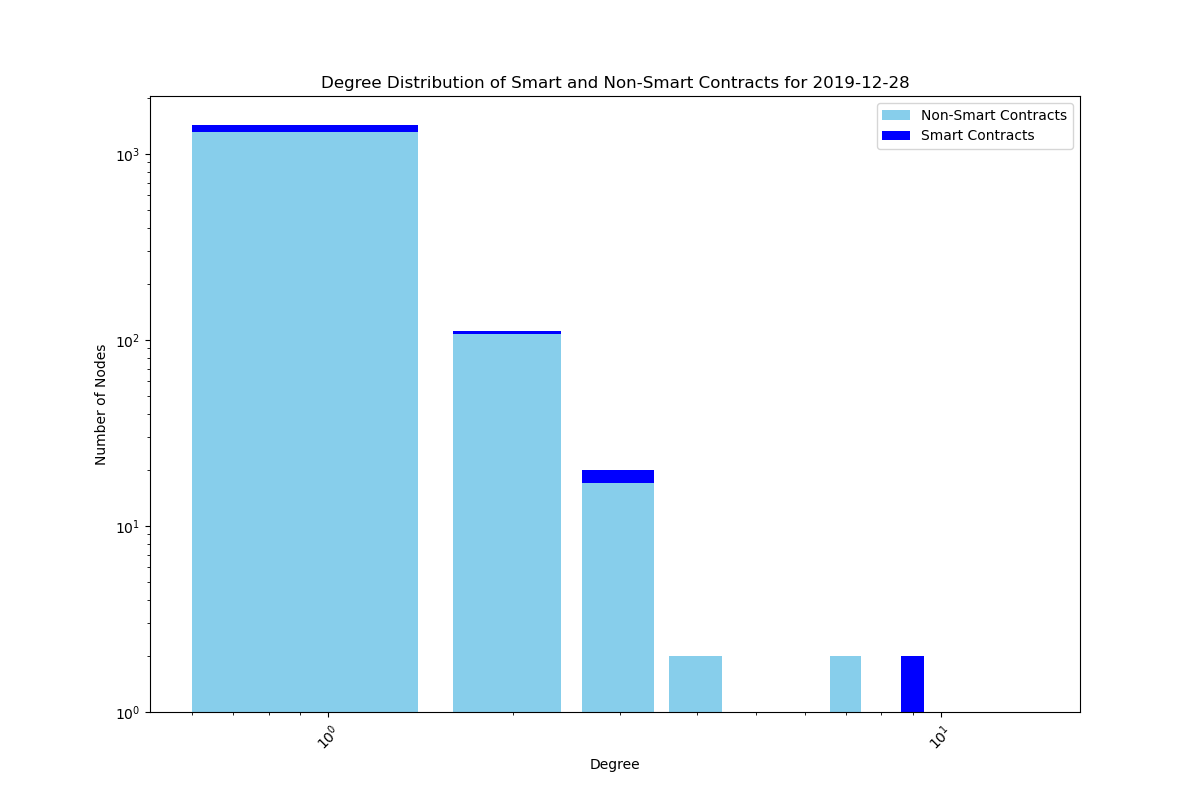 Degree Distribution of Smart and Non-Smart Contracts for 2019-12-28
Non-Smart Contracts
Smart Contracts
Number of Nodes
10³
10²
10¹
10⁰
10⁰
10¹
Degree